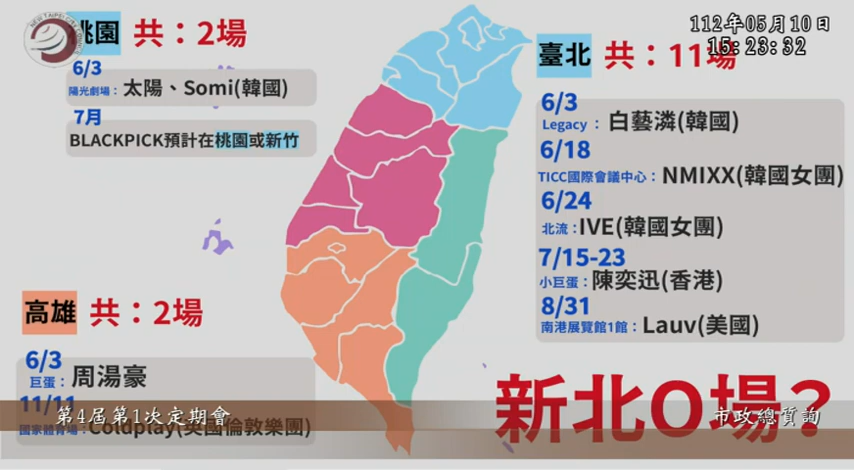 NEW TAIPEI CITY COUNCIL
桃園 共：2場
6/3
陽光劇場： 太陽、Somi(韓國)
7月
BLACKPICK預計在桃園或新竹
高雄 共：2場
6/3
巨蛋： 周湯豪
11/11
國家體育場：Coldplay(英國倫敦樂團)
112年05月10日
15:23:32
臺北 共：11場
6/3
Legacy ： 白藝潾(韓國)
6/18
TICC國際會議中心：NMIXX(韓國女團)
6/24
北流：IVE(韓國女團)
7/15-23
小巨蛋：陳奕迅(香港)
8/31
南港展覽館1館： Lauv(美國)
新北0場？
第4屆第1次定期會
市政總質詢